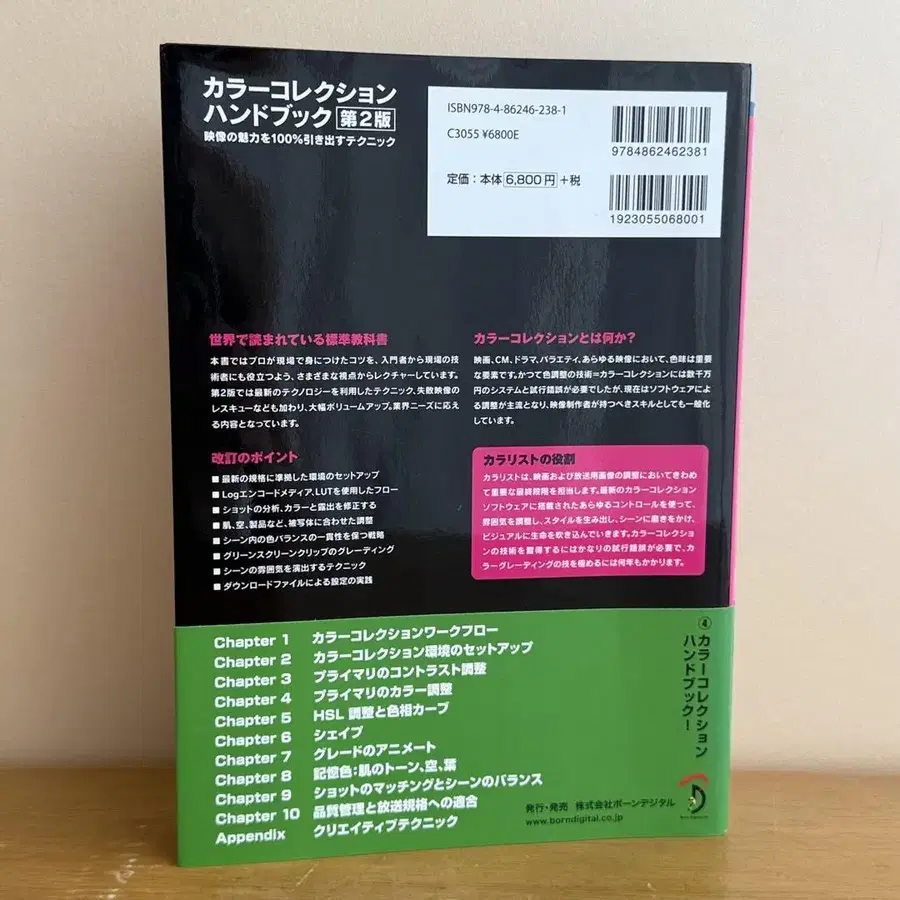 カラーコレクション
ハンドブック 第2版
映像の魅力を100%引き出すテクニック
ISBN978-4-86246-238-1
C3055 ¥6800E
定価：本体 6,800円 +税
9784862462381
1923055068001
世界で読まれている標準教科書
本書ではプロが現場で身につけたコツを、入門者から現場の技
術者にも役立つよう、さまざまな視点からレクチャーしています。
第2版では最新のテクノロジーを利用したテクニック、失敗映像の
レスキューなども加わり、大幅ボリュームアップ。業界ニーズに応え
る内容となっています。
改訂のポイント
■ 最新の規格に準拠した環境のセットアップ
■ Logエンコードメディア、LUTを使用したフロー
■ ショットの分析、カラーと露出を修正する
■ 肌、空、製品など、被写体に合わせた調整
■ シーン内の色バランスの一貫性を保つ戦略
■ グリーンスクリーンクリップのグレーディング
■ シーンの雰囲気を演出するテクニック
■ ダウンロードファイルによる設定の実践
カラーコレクションとは何か？
映画、CM、ドラマ、バラエティ、あらゆる映像において、色味は重要
な要素です。かつて色調整の技術＝カラーコレクションには数千万
円のシステムと試行錯誤が必要でしたが、現在はソフトウェアによ
る調整が主流となり、映像制作者が持つべきスキルとしても一般化
しています。
カラリストの役割
カラリストは、映画および放送用画像の調整においてきわめ
て重要な最終段階を担当します。最新のカラーコレクション
ソフトウェアに搭載されたあらゆるコントロールを使って、
雰囲気を調整し、スタイルを生み出し、シーンに磨きをかけ、
ビジュアルに生命を吹き込んでいきます。カラーコレクション
の技術を習得するにはかなりの試行錯誤が必要で、カ
ラーグレーディングの技を極めるには何年もかかります。
Chapter 1 カラーコレクションワークフロー
Chapter 2 カラーコレクション環境のセットアップ
Chapter 3 プライマリのコントラスト調整
Chapter 4 プライマリのカラー調整
Chapter 5 HSL 調整と色相カーブ
Chapter 6 シェイプ
Chapter 7 グレードのアニメート
Chapter 8 記憶色：肌のトーン、空、葉
Chapter 9 ショットのマッチングとシーンのバランス
Chapter 10 品質管理と放送規格への適合
Appendix クリエイティブテクニック
④カラーコレクション
ハンドブック！
発行・発売 株式会社ボーンデジタル
www.borndigital.co.jp